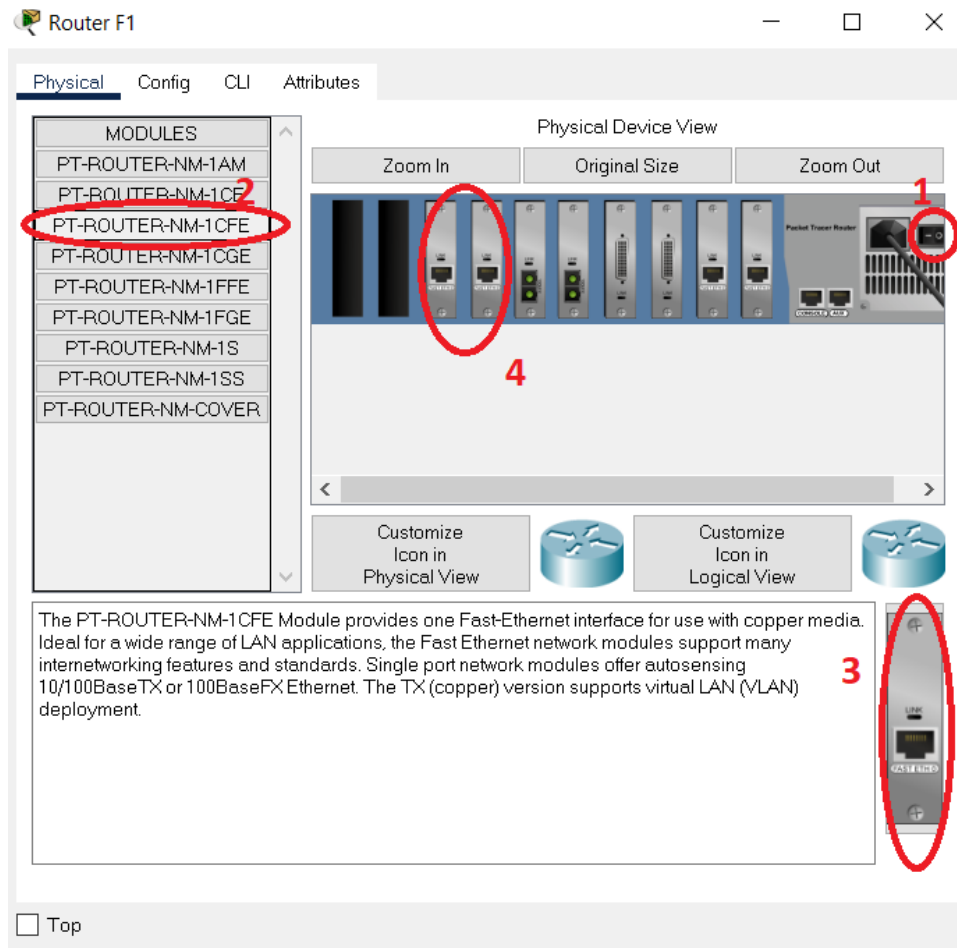 Router F1
Physical Config CLI Attributes
MODULES
PT-ROUTER-NM-1AM
PT-ROUTER-NM-1CE
2
PT-ROUTER-NM-1CFE
PT-ROUTER-NM-1CGE
PT-ROUTER-NM-1FFE
PT-ROUTER-NM-1FGE
PT-ROUTER-NM-1S
PT-ROUTER-NM-1SS
PT-ROUTER-NM-COVER
Physical Device View
Zoom In Original Size Zoom Out
1
Packet Tracer Router
CONSOLE AUX
4
Customize
Icon in
Physical View
Customize
Icon in
Logical View
The PT-ROUTER-NM-1CFE Module provides one Fast-Ethernet interface for use with copper media.
Ideal for a wide range of LAN applications, the Fast Ethernet network modules support many
internetworking features and standards. Single port network modules offer autosensing
10/100BaseTX or 100BaseFX Ethernet. The TX (copper) version supports virtual LAN (VLAN)
deployment.
3
LINK
FAST ETH 0
Top